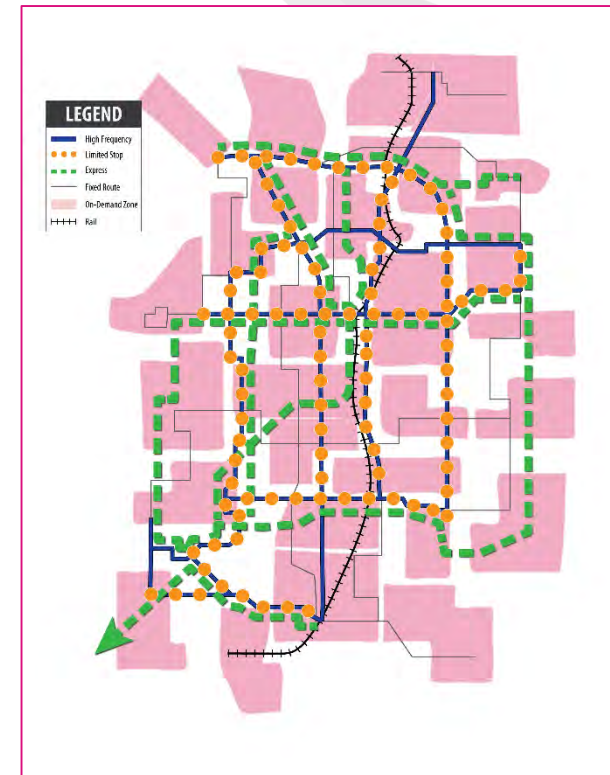 LEGEND
High Frequency
Limited Stop
Express
Fixed Route
On-Demand Zone
Rail